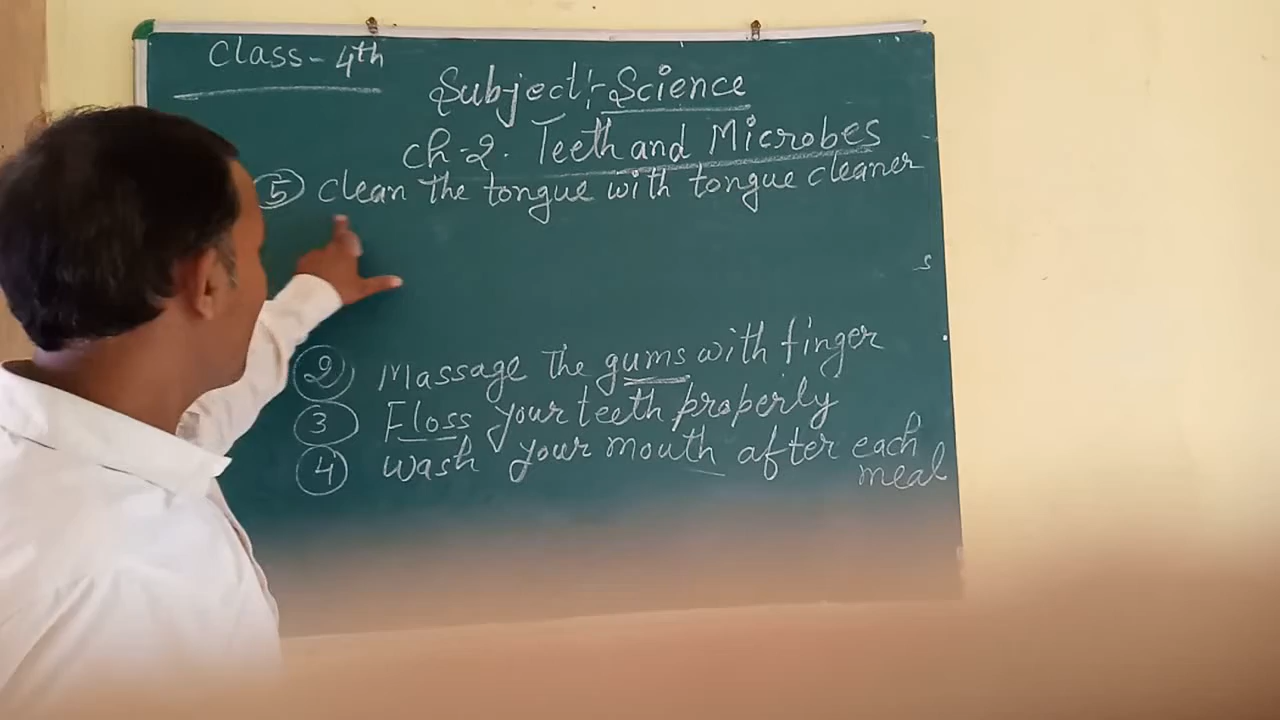 Class - 4th
Subject :- Science
Ch-2. Teeth and Microbes
5 Clean the tongue with tongue cleaner
s
2 Massage the gums with finger
3 Floss your teeth properly
4 Wash your mouth after each
meal